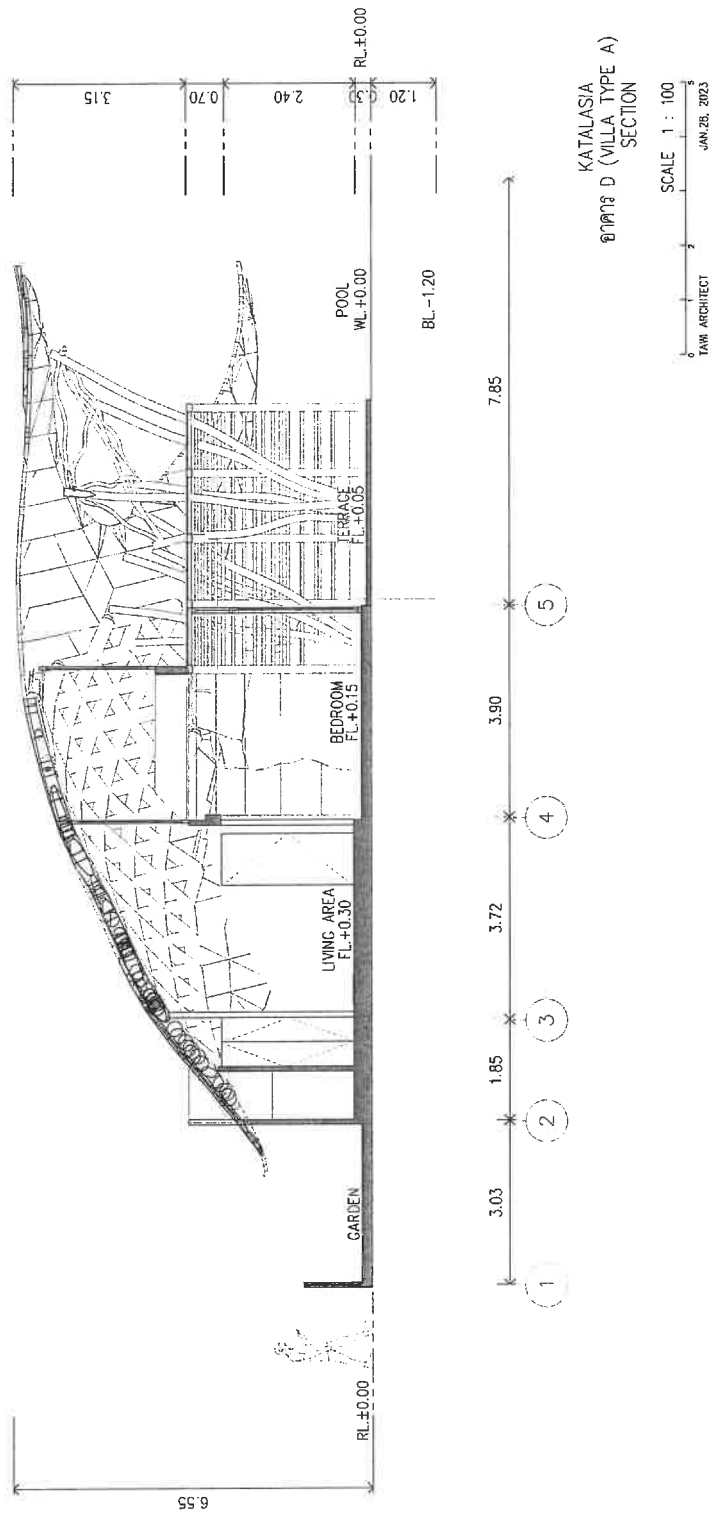 6.55
3.15
0.70
2.40
0.30
1.20
RL.±0.00
RL.±0.00
GARDEN
LIVING AREA
FL.+0.30
BEDROOM
FL.+0.15
TERRACE
FL.+0.05
POOL
WL.+0.00
BL.-1.20
3.03
1.85
3.72
3.90
7.85
1
2
3
4
5
KATALASIA
อาคาร D (VILLA TYPE A)
SECTION
SCALE 1 : 100
0 1 2 5
TAWI ARCHITECT JAN.28, 2023